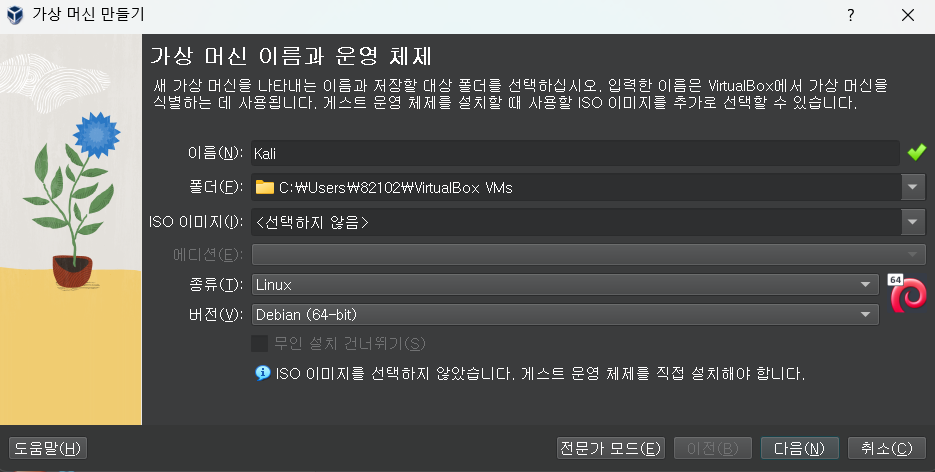 가상 머신 만들기
가상 머신 이름과 운영 체제
새 가상 머신을 나타내는 이름과 저장할 대상 폴더를 선택하십시오. 입력한 이름은 VirtualBox에서 가상 머신을
식별하는 데 사용됩니다. 게스트 운영 체제를 설치할 때 사용할 ISO 이미지를 추가로 선택할 수 있습니다.
이름(N): Kali
폴더(F): C:₩Users₩82102₩VirtualBox VMs
ISO 이미지(I): <선택하지 않음>
에디션(E):
종류(T): Linux 64
버전(V): Debian (64-bit)
무인 설치 건너뛰기(S)
ISO 이미지를 선택하지 않았습니다. 게스트 운영 체제를 직접 설치해야 합니다.
도움말(H) 전문가 모드(E) 이전(B) 다음(N) 취소(C)